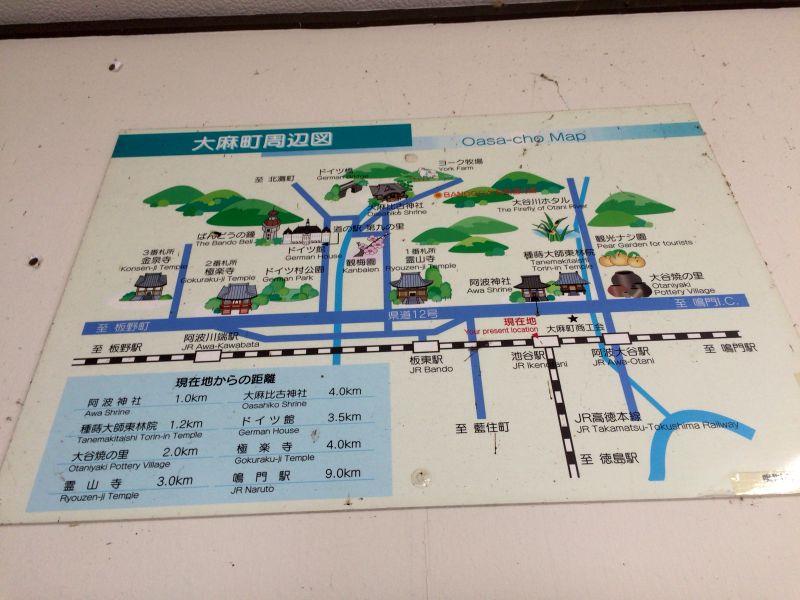 大麻町周辺図
Oasa-cho Map
ヨーク牧場
York Farm
ドイツ橋
German Bridge
至 北灘町
大麻比古神社
Oasahiko Shrine
大谷川ホタル
The Firefly of Otani River
ばんどうの鐘
The Bando Bell
道の駅 第九の里
ドイツ館
German House
観光ナシ園
Pear Garden for tourists
3番札所
金泉寺
Konsen-ji Temple
2番札所
極楽寺
Gokuraku-ji Temple
ドイツ村公園
German Park
観梅園
Kanbaien
1番札所
霊山寺
Ryouzen-ji Temple
種蒔大師東林院
Tanemakitaishi
Torin-in Temple
阿波神社
Awa Shrine
大谷焼の里
Otaniyaki
Pottery Village
至 鳴門I.C.
県道12号
至 板野町
現在地
Your present location
大麻町商工会
至 板野駅
阿波川端駅
JR Awa-Kawabata
板東駅
JR Bando
池谷駅
JR Ikenotani
阿波大谷駅
JR Awa-Otani
至 鳴門駅
至 藍住町
JR高徳本線
JR Takamatsu-Tokushima Railway
至 徳島駅
現在地からの距離
阿波神社 1.0km
Awa Shrine
種蒔大師東林院 1.2km
Tanemakitaishi Torin-in Temple
大谷焼の里 2.0km
Otaniyaki Pottery Village
霊山寺 3.0km
Ryouzen-ji Temple
大麻比古神社 4.0km
Oasahiko Shrine
ドイツ館 3.5km
German House
極楽寺 4.0km
Gokuraku-ji Temple
鳴門駅 9.0km
JR Naruto